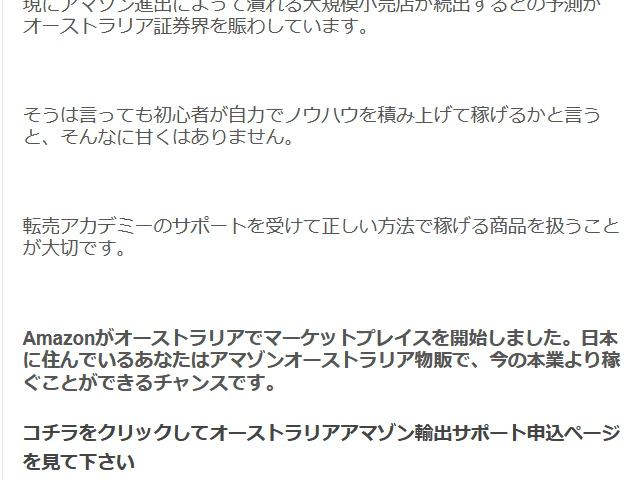 現にアマゾン進出によって潰れる大規模小売店が続出するとの予測が
オーストラリア証券界を賑わしています。
そうは言っても初心者が自力でノウハウを積み上げて稼げるかと言う
と、そんなに甘くはありません。
転売アカデミーのサポートを受けて正しい方法で稼げる商品を扱うこと
が大切です。
Amazonがオーストラリアでマーケットプレイスを開始しました。日本
に住んでいるあなたはアマゾンオーストラリア物販で、今の本業より稼
ぐことができるチャンスです。
コチラをクリックしてオーストラリアアマゾン輸出サポート申込ページ
を見て下さい